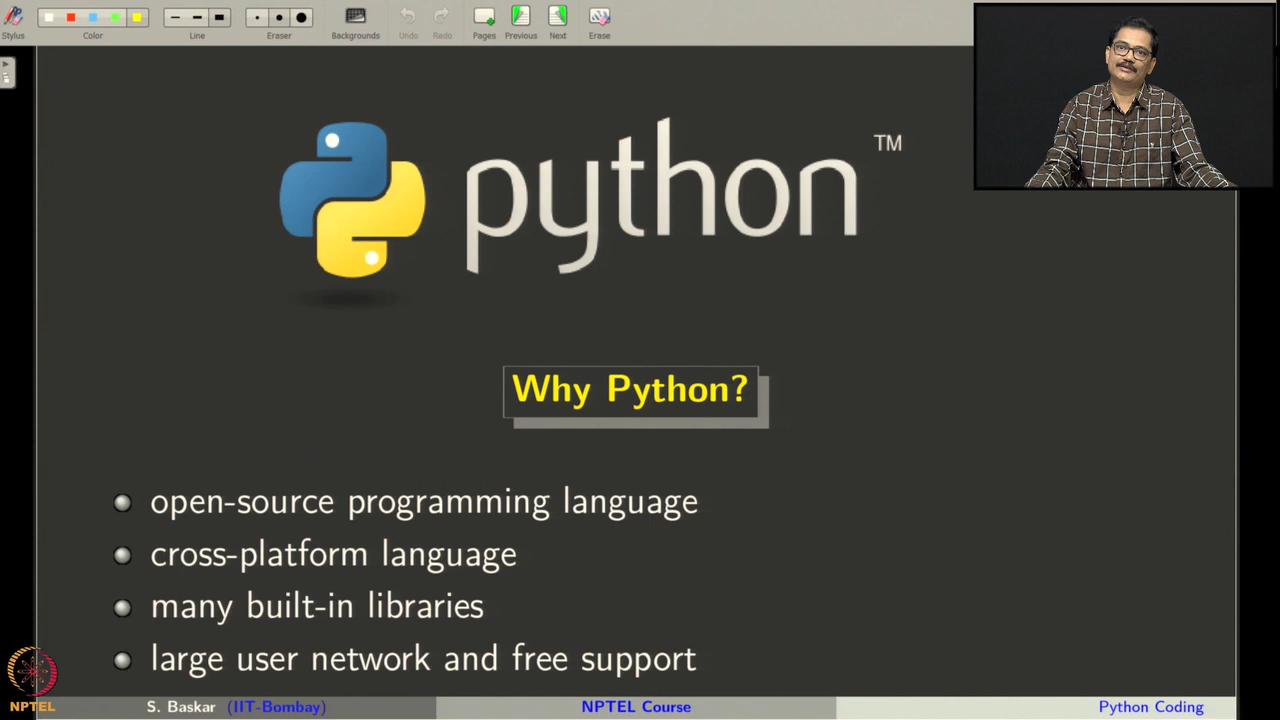 Stylus
Color
Line
Eraser
Backgrounds
Undo
Redo
Pages
Previous
Next
Erase
python TM
Why Python?
open-source programming language
cross-platform language
many built-in libraries
large user network and free support
NPTEL
S. Baskar (IIT-Bombay) NPTEL Course Python Coding